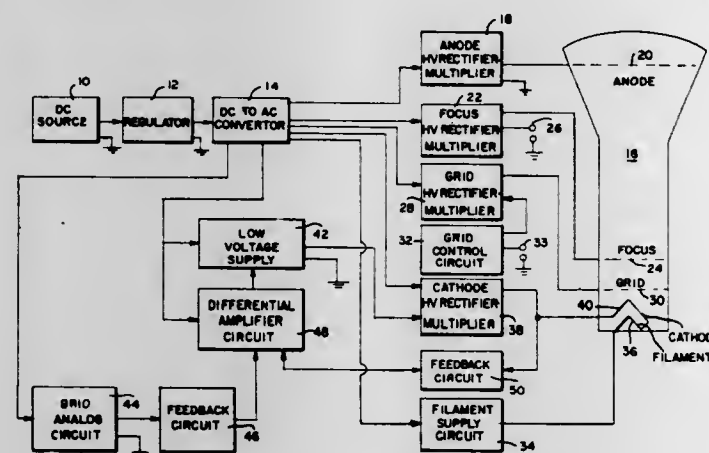 18
ANODE
HV RECTIFIER
MULTIPLIER
20
ANODE
10
DC
SOURCE
12
REGULATOR
14
DC TO AC
CONVERTOR
22
FOCUS
HV RECTIFIER
MULTIPLIER
26
16
GRID
HV RECTIFIER
MULTIPLIER
28
42
LOW
VOLTAGE
SUPPLY
32
GRID
CONTROL
CIRCUIT
33
FOCUS
24
GRID
30
CATHODE
HV RECTIFIER
MULTIPLIER
38
40
CATHOD
36
FILAMENT
DIFFERENTIAL
AMPLIFIER
CIRCUIT
48
FEEDBACK
CIRCUIT
50
44
GRID
ANALOG
CIRCUIT
FEEDBACK
CIRCUIT
46
FILAMENT
SUPPLY
CIRCUIT
34